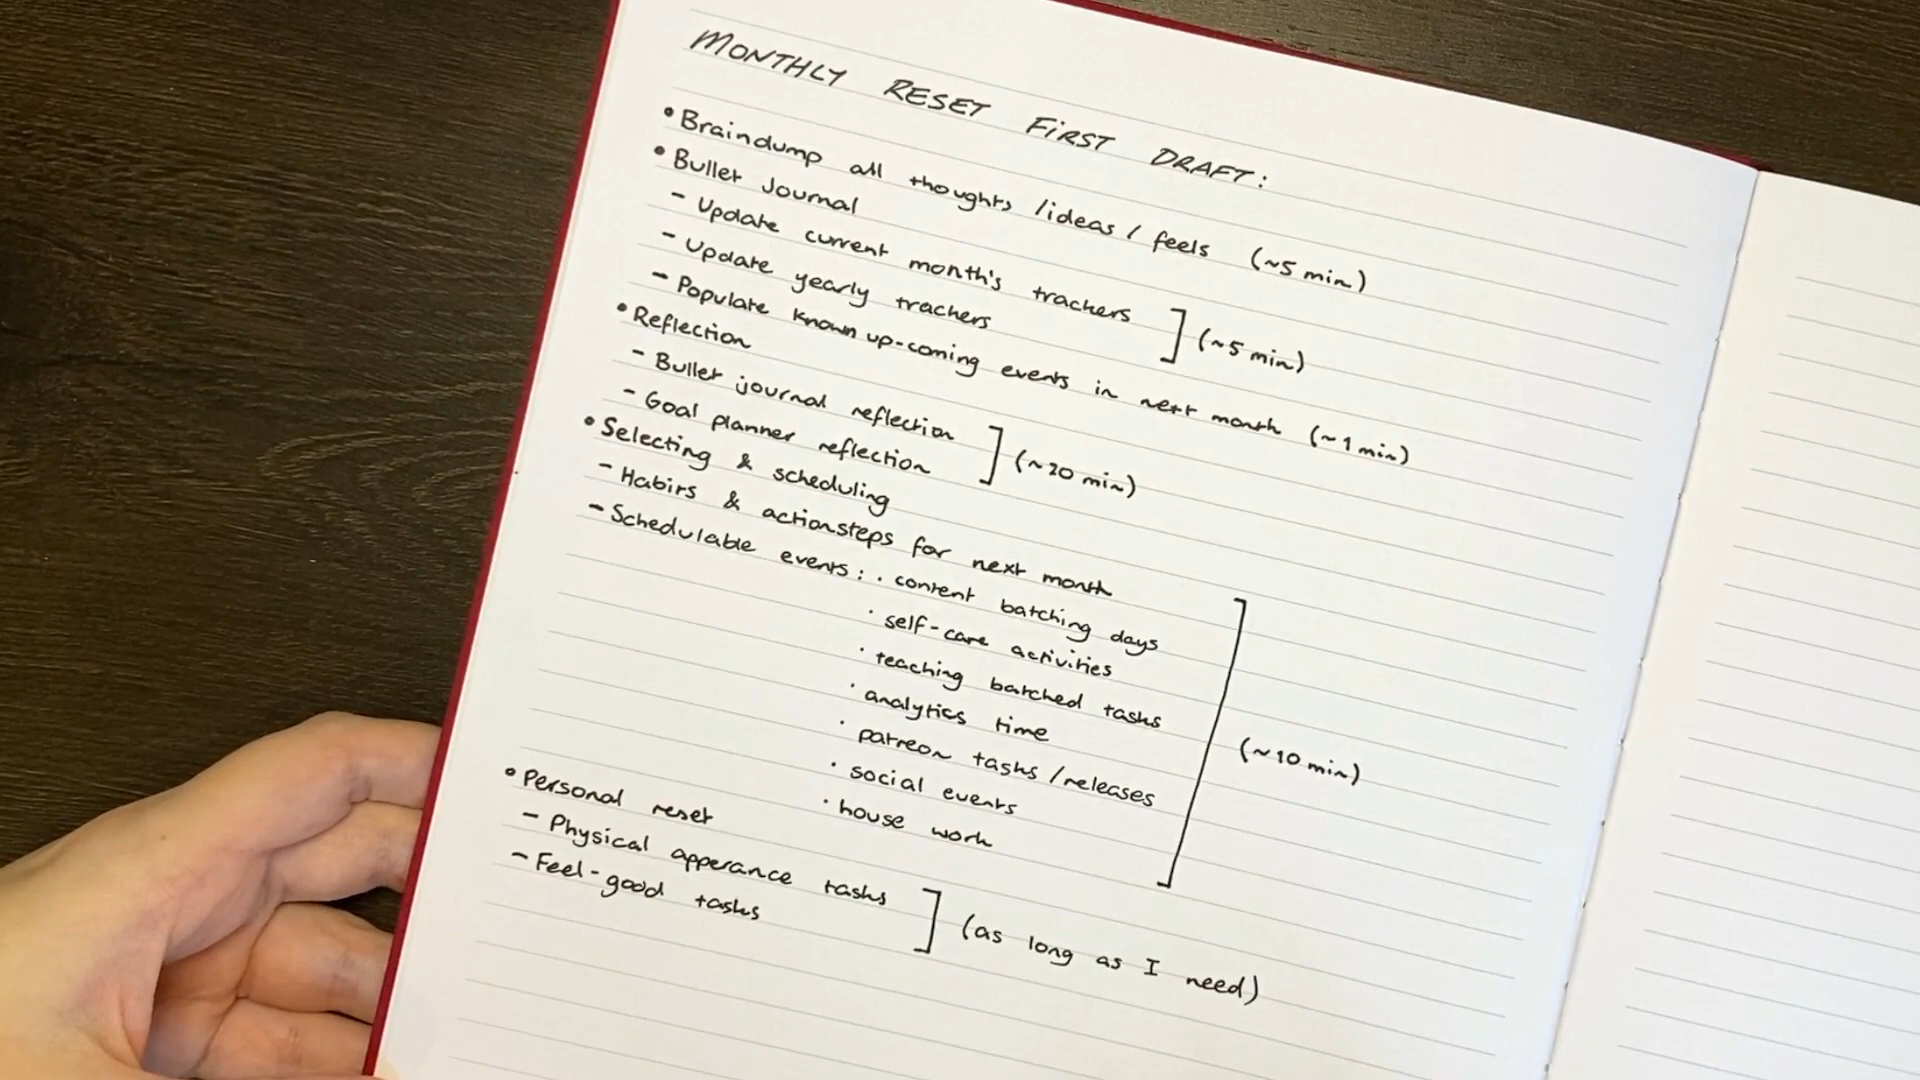 MONTHLY RESET FIRST DRAFT:
• Braindump all thoughts /ideas / feels (~5 min)
• Bullet Journal
- Update current month's trackers
- Update yearly trackers ] (~5 min)
- Populate known up-coming events in next month (~1 min)
• Reflection
- Bullet journal reflection
- Goal planner reflection ] (~20 min)
• Selecting & scheduling
- Habits & actionsteps for next month
- Schedulable events: · content batching days
· self-care activities
· teaching batched tasks
· analytics time
· patreon tasks /releases
· social events
· house work ] (~10 min)
• Personal reset
- Physical apperance tasks
- Feel-good tasks ] (as long as I need)